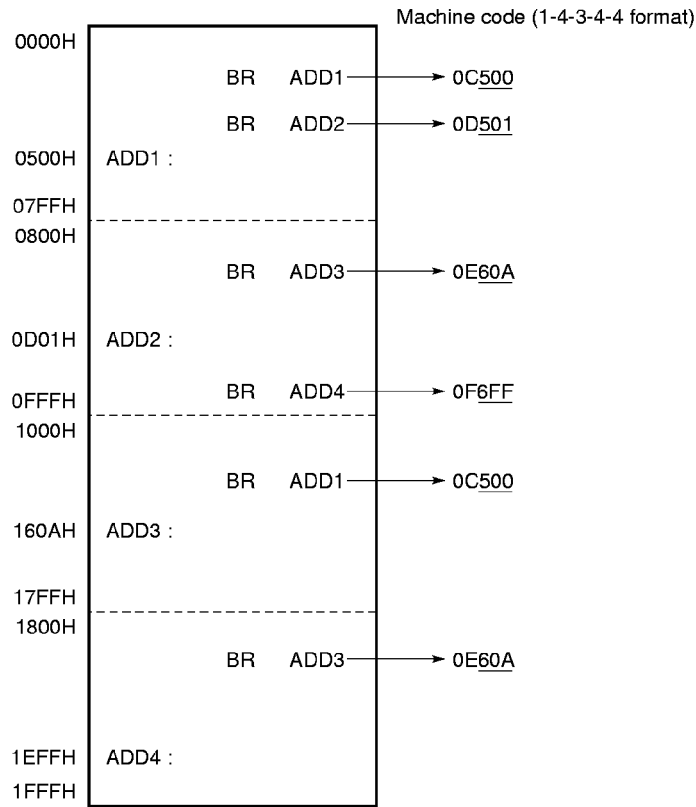 Machine code (1-4-3-4-4 format)
0000H
BR ADD1 0C500
BR ADD2 0D501
0500H ADD1 :
07FFH
0800H
BR ADD3 0E60A
0D01H ADD2 :
BR ADD4 0F6FF
0FFFH
1000H
BR ADD1 0C500
160AH ADD3 :
17FFH
1800H
BR ADD3 0E60A
1EFFH ADD4 :
1FFFH